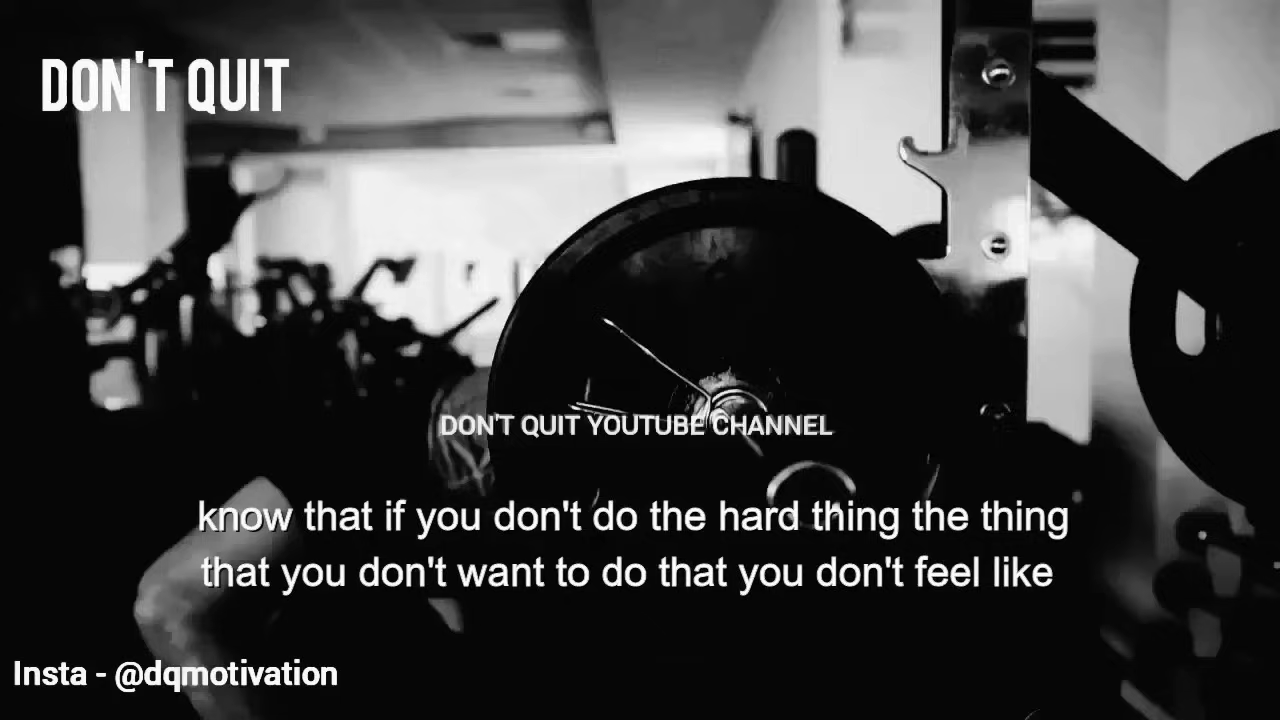 DON'T QUIT
DON'T QUIT YOUTUBE CHANNEL
know that if you don't do the hard thing the thing
that you don't want to do that you don't feel like
Insta - @dqmotivation